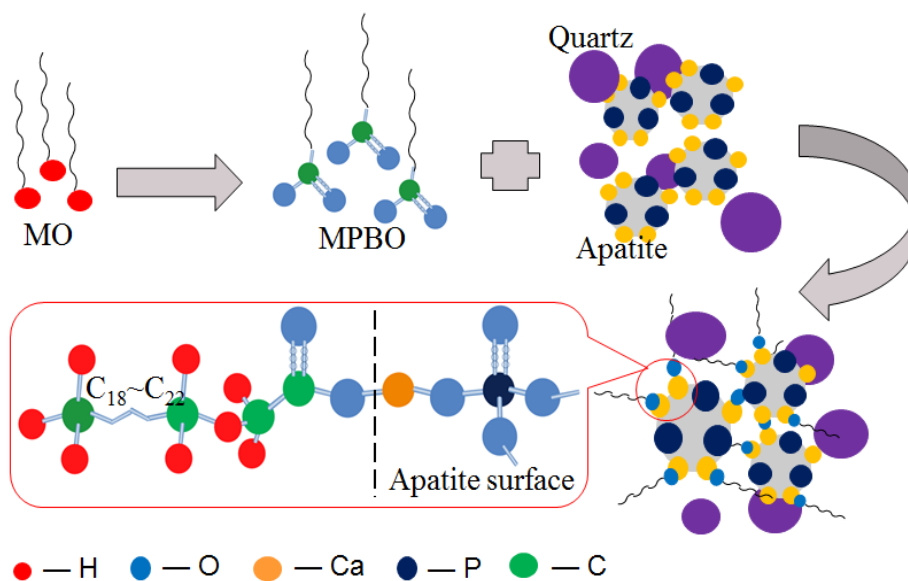 Quartz
MO
MPBO
Apatite
C₁₈~C₂₂
Apatite surface
— H — O — Ca — P — C